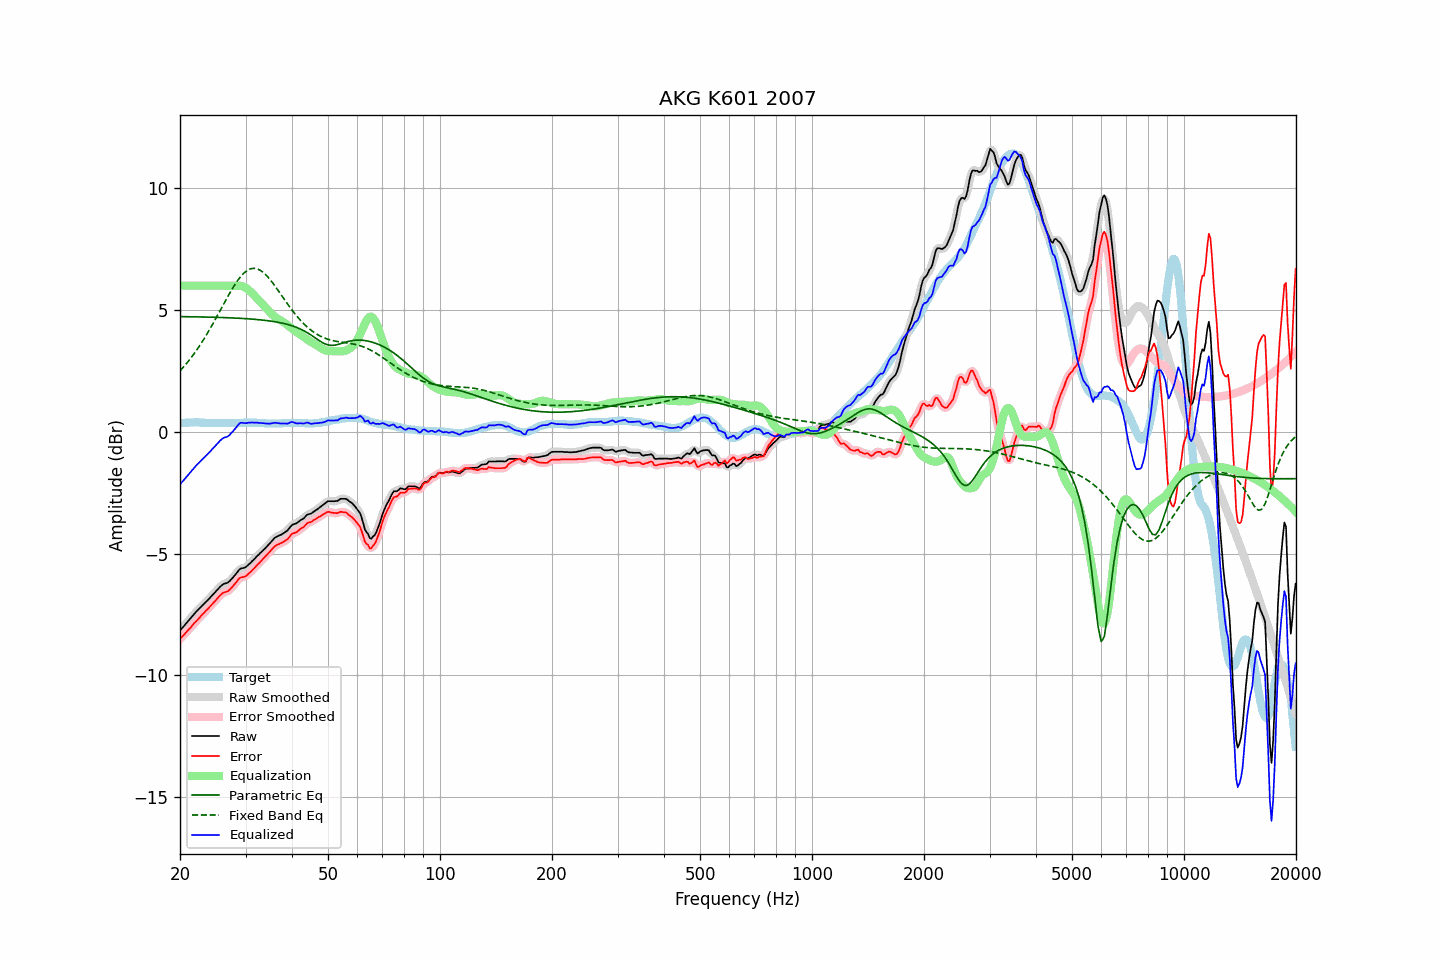 AKG K601 2007
Amplitude (dBr)
10
5
0
−5
−10
−15
Target
Raw Smoothed
Error Smoothed
Raw
Error
Equalization
Parametric Eq
Fixed Band Eq
Equalized
20 50 100 200 500 1000 2000 5000 10000 20000
Frequency (Hz)